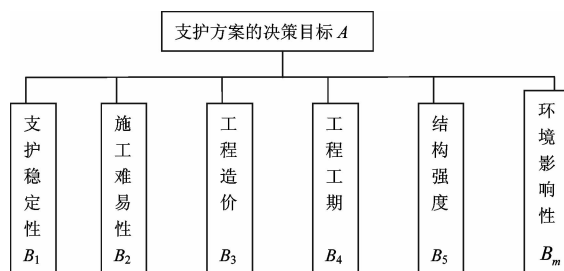 支护方案的决策目标 A
支护稳定性 B1
施工难易性 B2
工程造价 B3
工程工期 B4
结构强度 B5
环境影响性 Bm